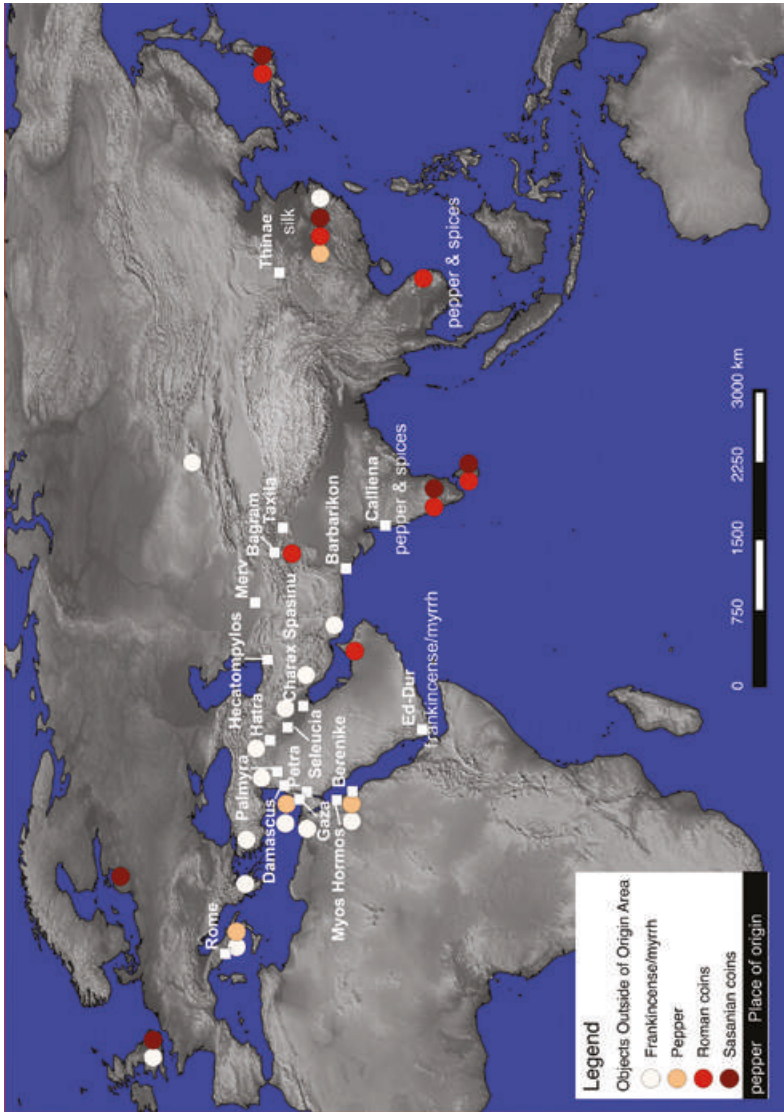 Rome
Palmyra
Hatra
Hecatompylos
Merv
Bagram
Taxila
Thinae
silk
Damascus
Petra
Seleucia
Charax Spasinu
Gaza
Myos Hormos
Berenike
Barbarikon
Calliena
pepper & spices
pepper & spices
Ed-Dur
frankincense/myrrh
Legend
Objects Outside of Origin Area
Frankincense/myrrh
Pepper
Roman coins
Sasanian coins
pepper Place of origin
0 750 1500 2250 3000 km